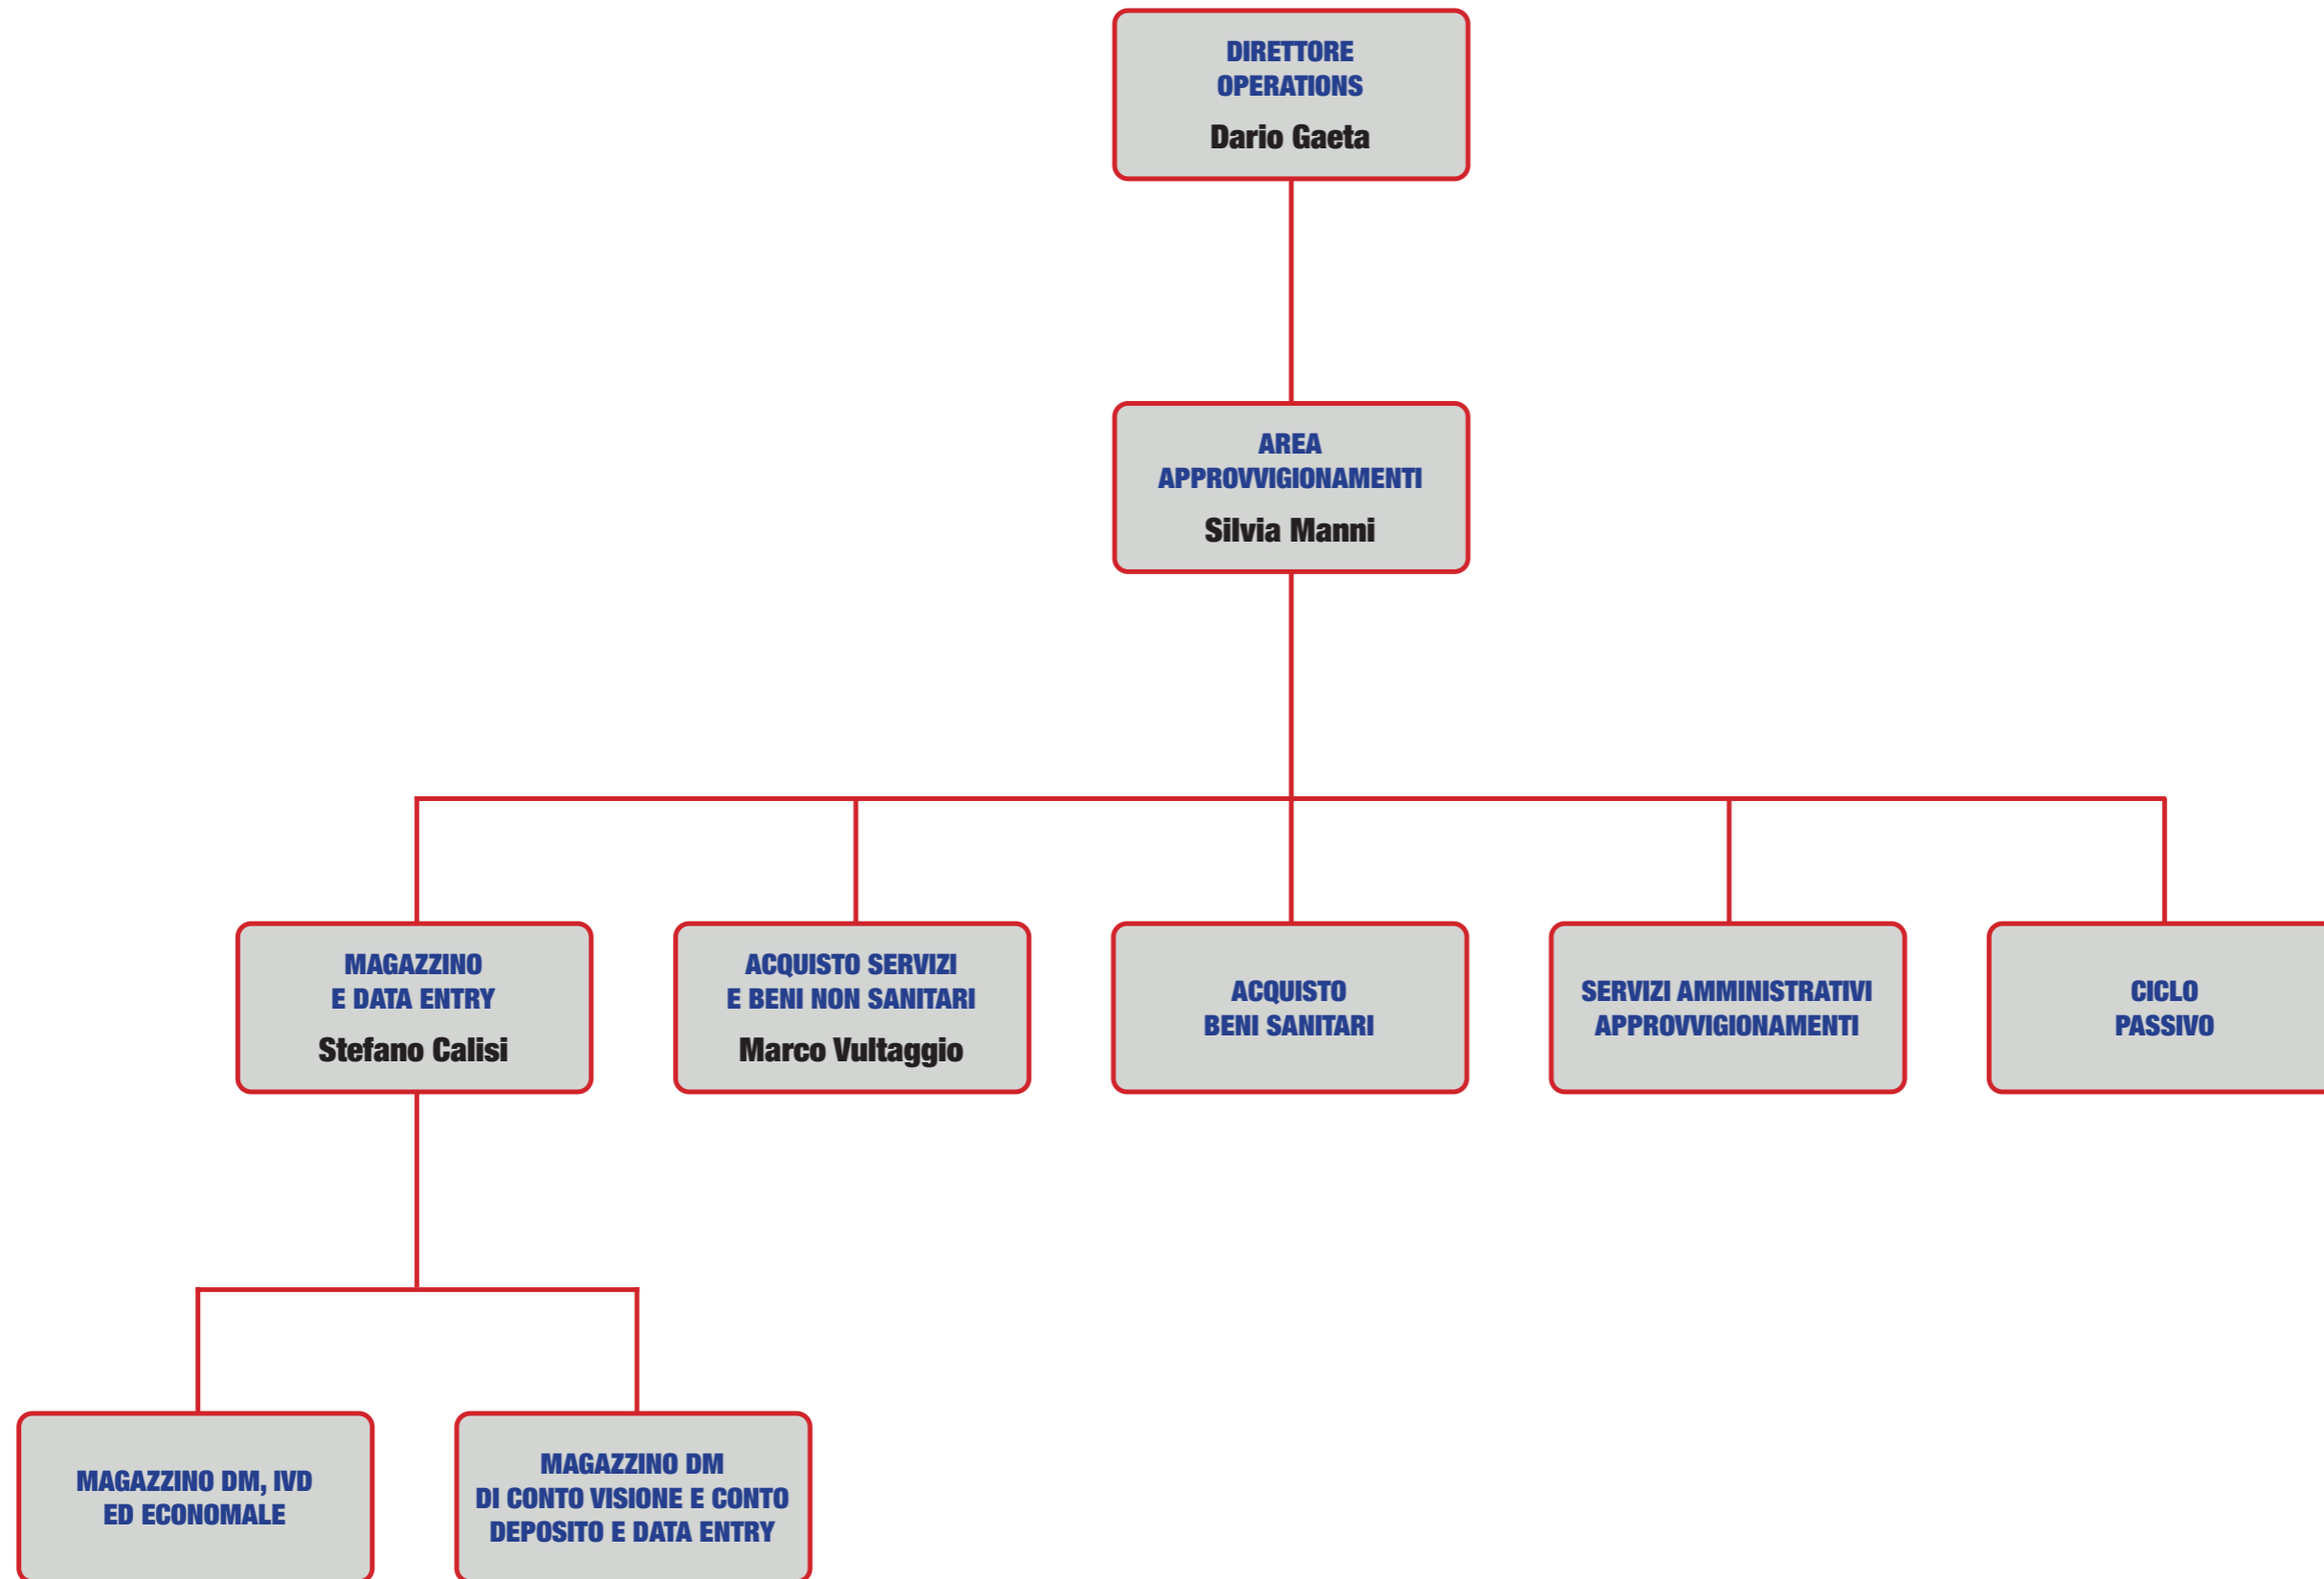 DIRETTORE
OPERATIONS
Dario Gaeta
AREA
APPROVVIGIONAMENTI
Silvia Manni
MAGAZZINO
E DATA ENTRY
Stefano Calisi
ACQUISTO SERVIZI
E BENI NON SANITARI
Marco Vultaggio
ACQUISTO
BENI SANITARI
SERVIZI AMMINISTRATIVI
APPROVVIGIONAMENTI
CICLO
PASSIVO
MAGAZZINO DM, IVD
ED ECONOMALE
MAGAZZINO DM
DI CONTO VISIONE E CONTO
DEPOSITO E DATA ENTRY